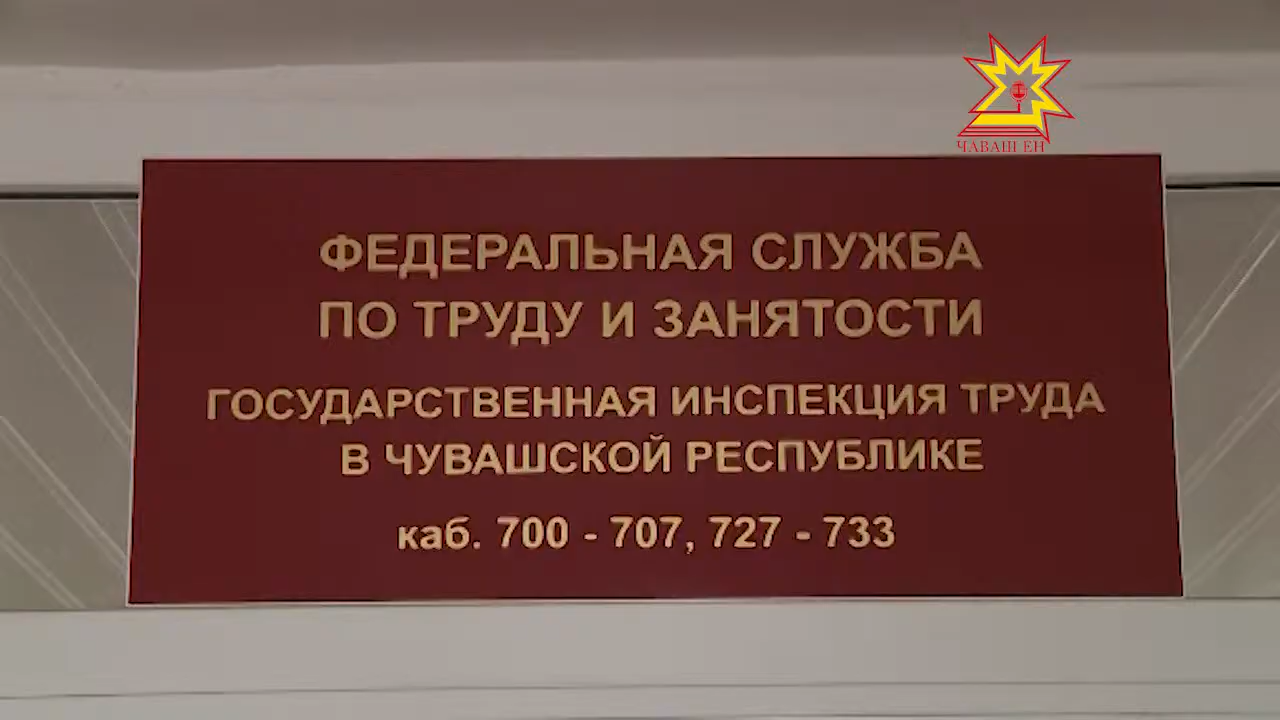 ЧАВАШ ЕН
ФЕДЕРАЛЬНАЯ СЛУЖБА
ПО ТРУДУ И ЗАНЯТОСТИ
ГОСУДАРСТВЕННАЯ ИНСПЕКЦИЯ ТРУДА
В ЧУВАШСКОЙ РЕСПУБЛИКЕ
каб. 700 - 707, 727 - 733